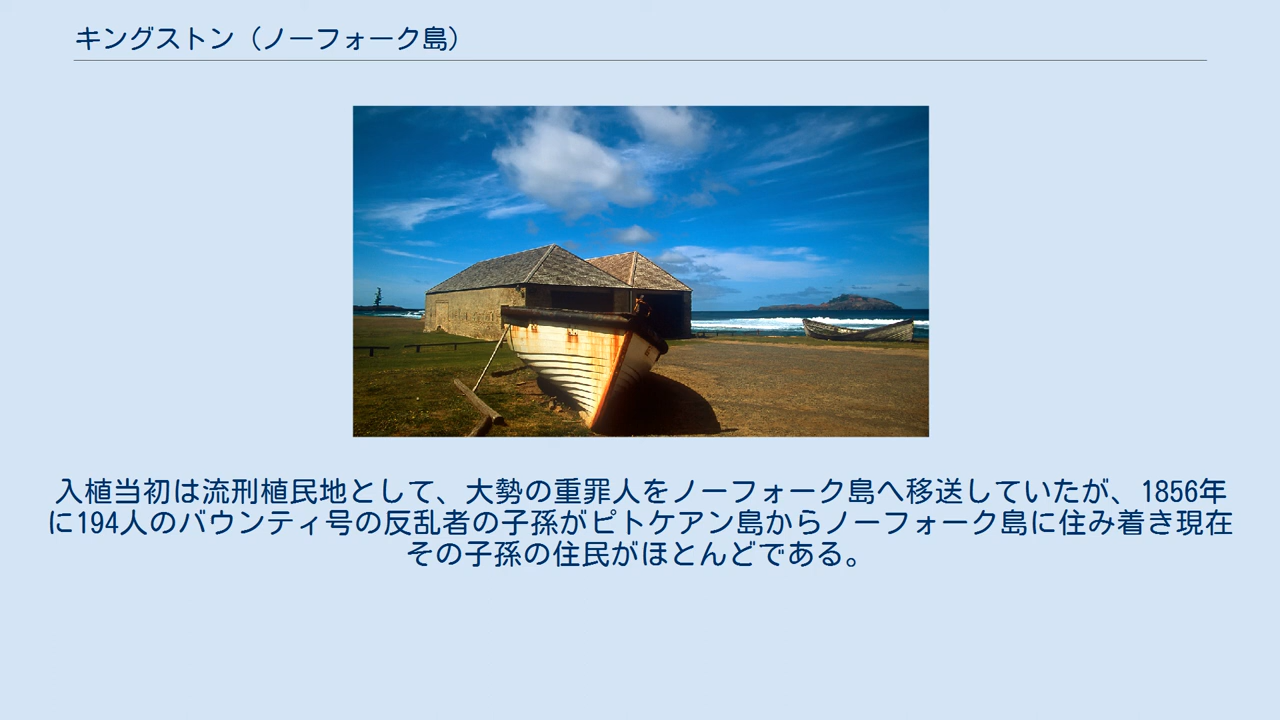 キングストン（ノーフォーク島）
入植当初は流刑植民地として、大勢の重罪人をノーフォーク島へ移送していたが、1856年
に194人のバウンティ号の反乱者の子孫がピトケアン島からノーフォーク島に住み着き現在
その子孫の住民がほとんどである。